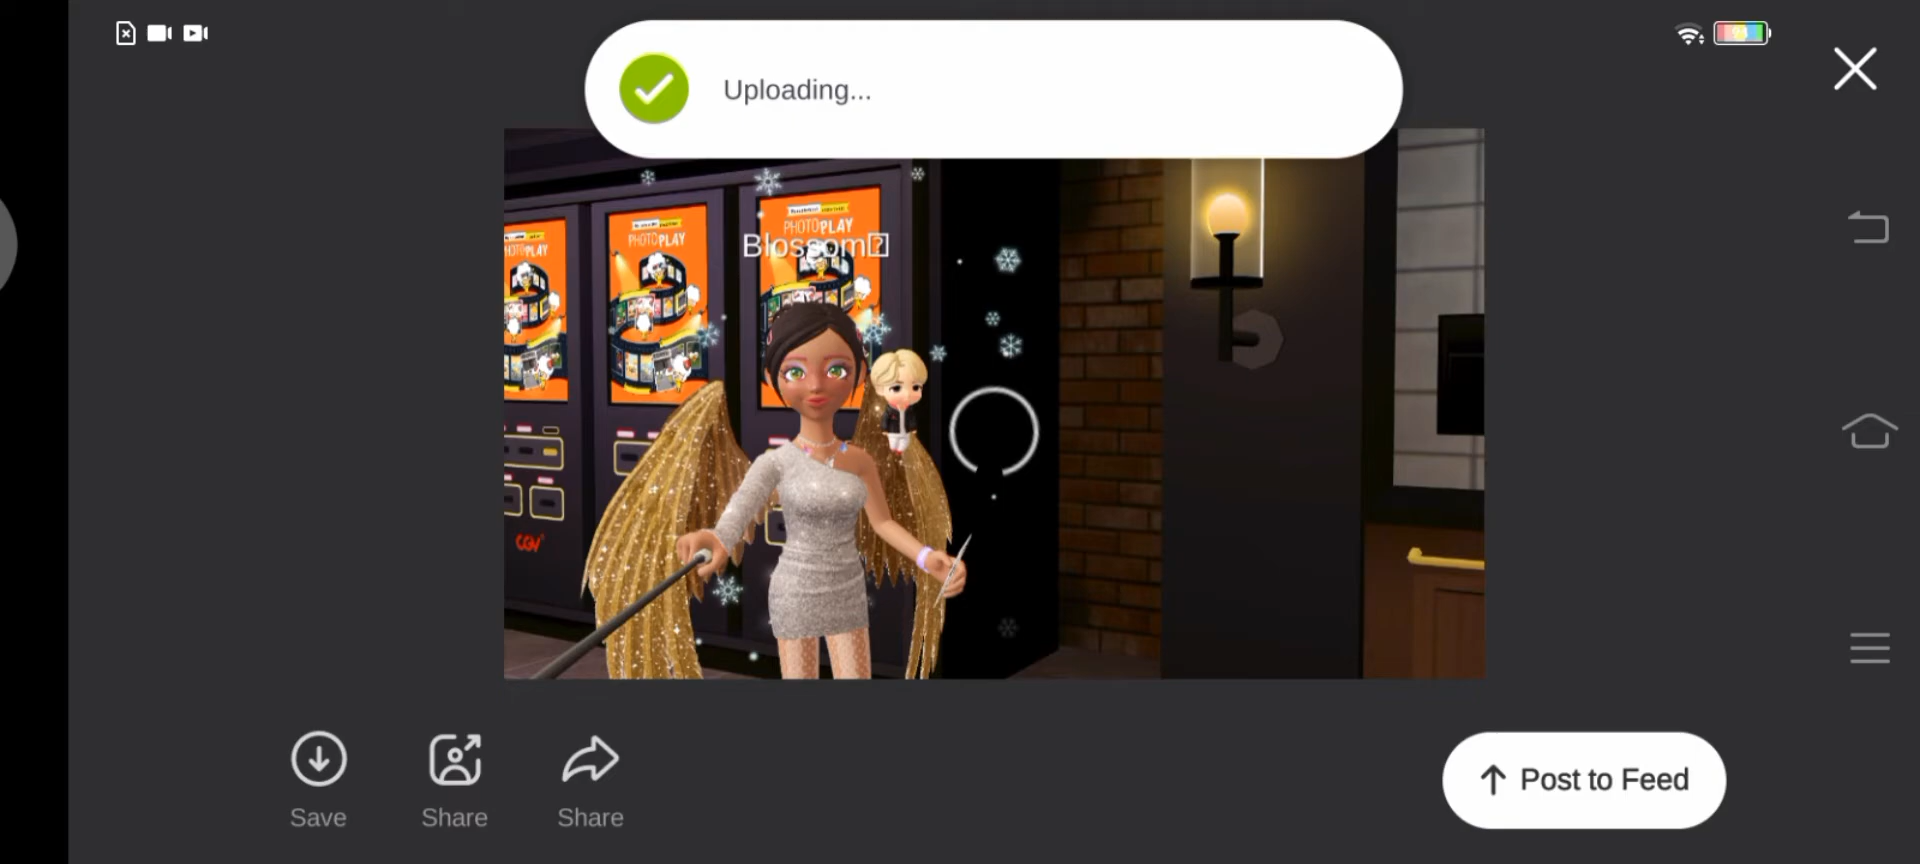 Uploading...
PHOTOPLAY
PHOTOPLAY
PHOTOPLAY
Blossom
CGV
Save
Share
Share
Post to Feed